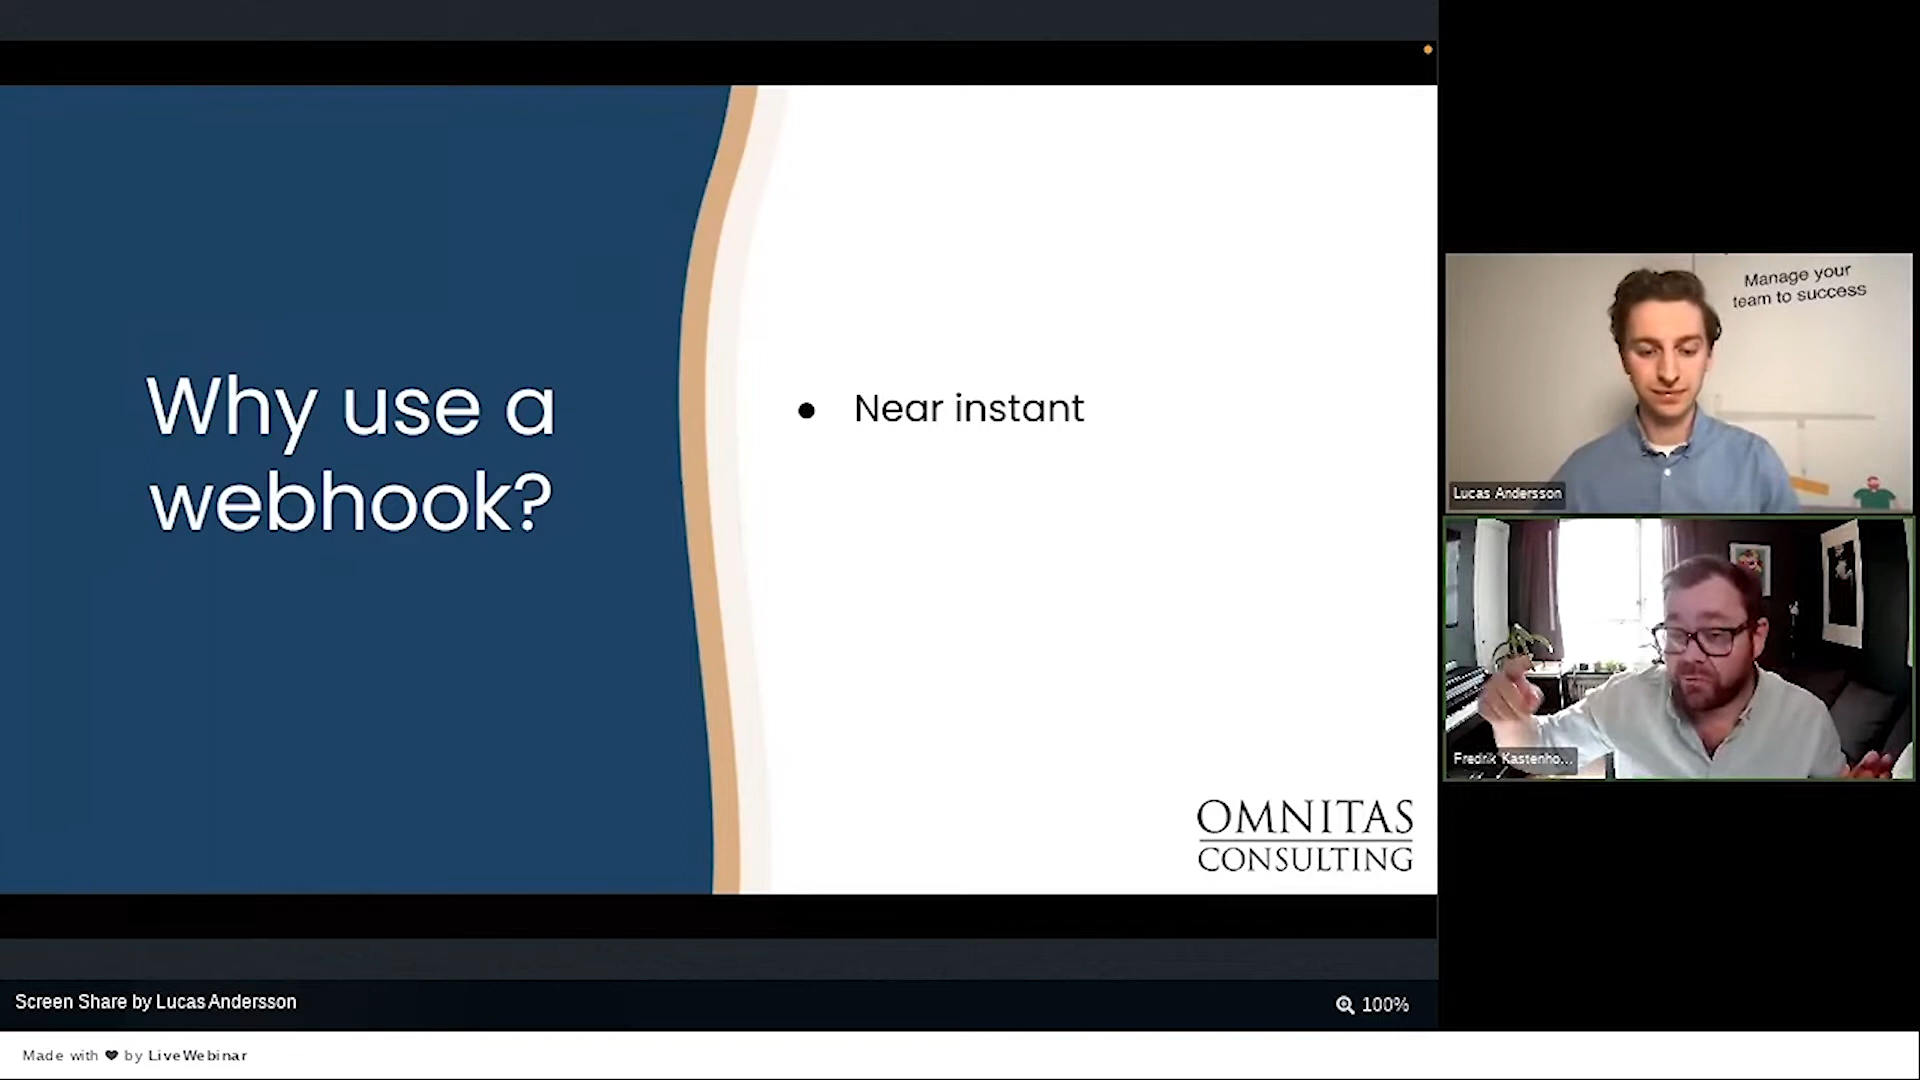 Why use a
webhook?
● Near instant
OMNITAS
CONSULTING
Manage your
team to success
Lucas Andersson
Fredrik Kastenho...
Screen Share by Lucas Andersson
100%
Made with ❤ by LiveWebinar